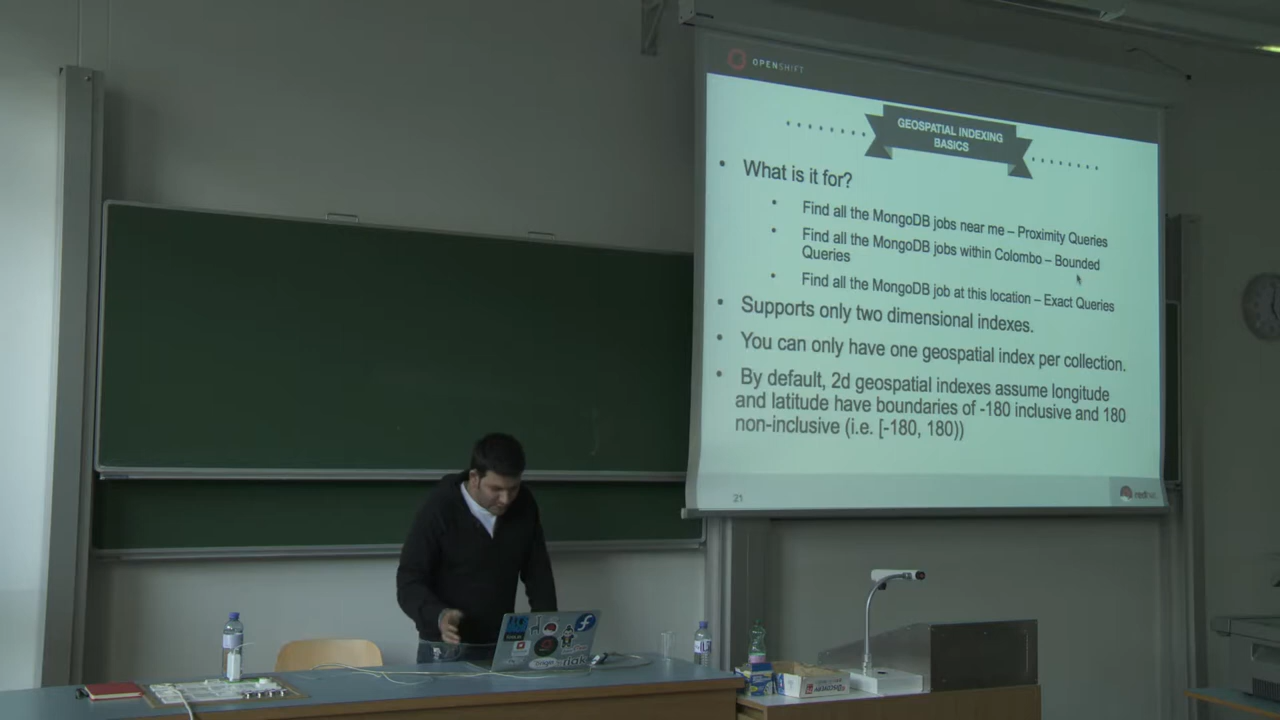 OPENSHIFT
GEOSPATIAL INDEXING
BASICS
• What is it for?
• Find all the MongoDB jobs near me – Proximity Queries
• Find all the MongoDB jobs within Colombo – Bounded
Queries
• Find all the MongoDB job at this location – Exact Queries
• Supports only two dimensional indexes.
• You can only have one geospatial index per collection.
• By default, 2d geospatial indexes assume longitude
and latitude have boundaries of -180 inclusive and 180
non-inclusive (i.e. [-180, 180))
21